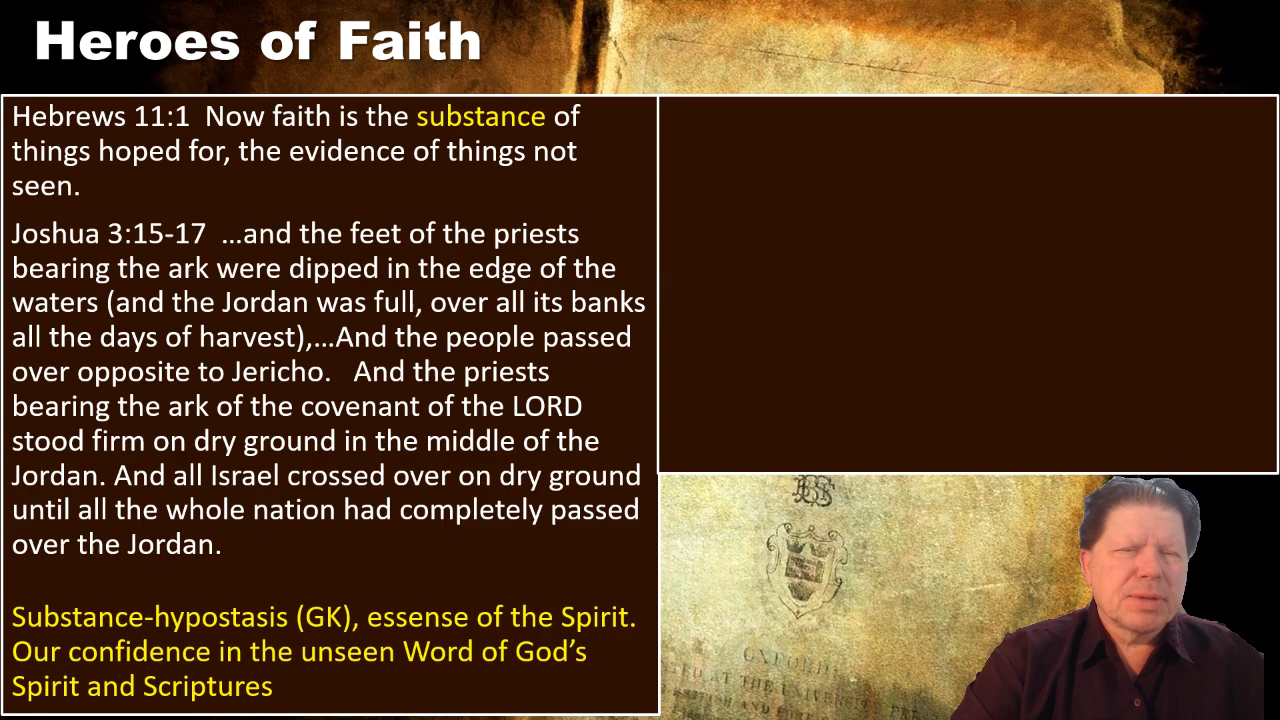 Heroes of Faith
Hebrews 11:1  Now faith is the substance of
things hoped for, the evidence of things not
seen.
Joshua 3:15-17  …and the feet of the priests
bearing the ark were dipped in the edge of the
waters (and the Jordan was full, over all its banks
all the days of harvest),…And the people passed
over opposite to Jericho.   And the priests
bearing the ark of the covenant of the LORD
stood firm on dry ground in the middle of the
Jordan. And all Israel crossed over on dry ground
until all the whole nation had completely passed
over the Jordan.
Substance-hypostasis (GK), essense of the Spirit.
Our confidence in the unseen Word of God’s
Spirit and Scriptures
OXFORD:
AT THE UNIVERSITY